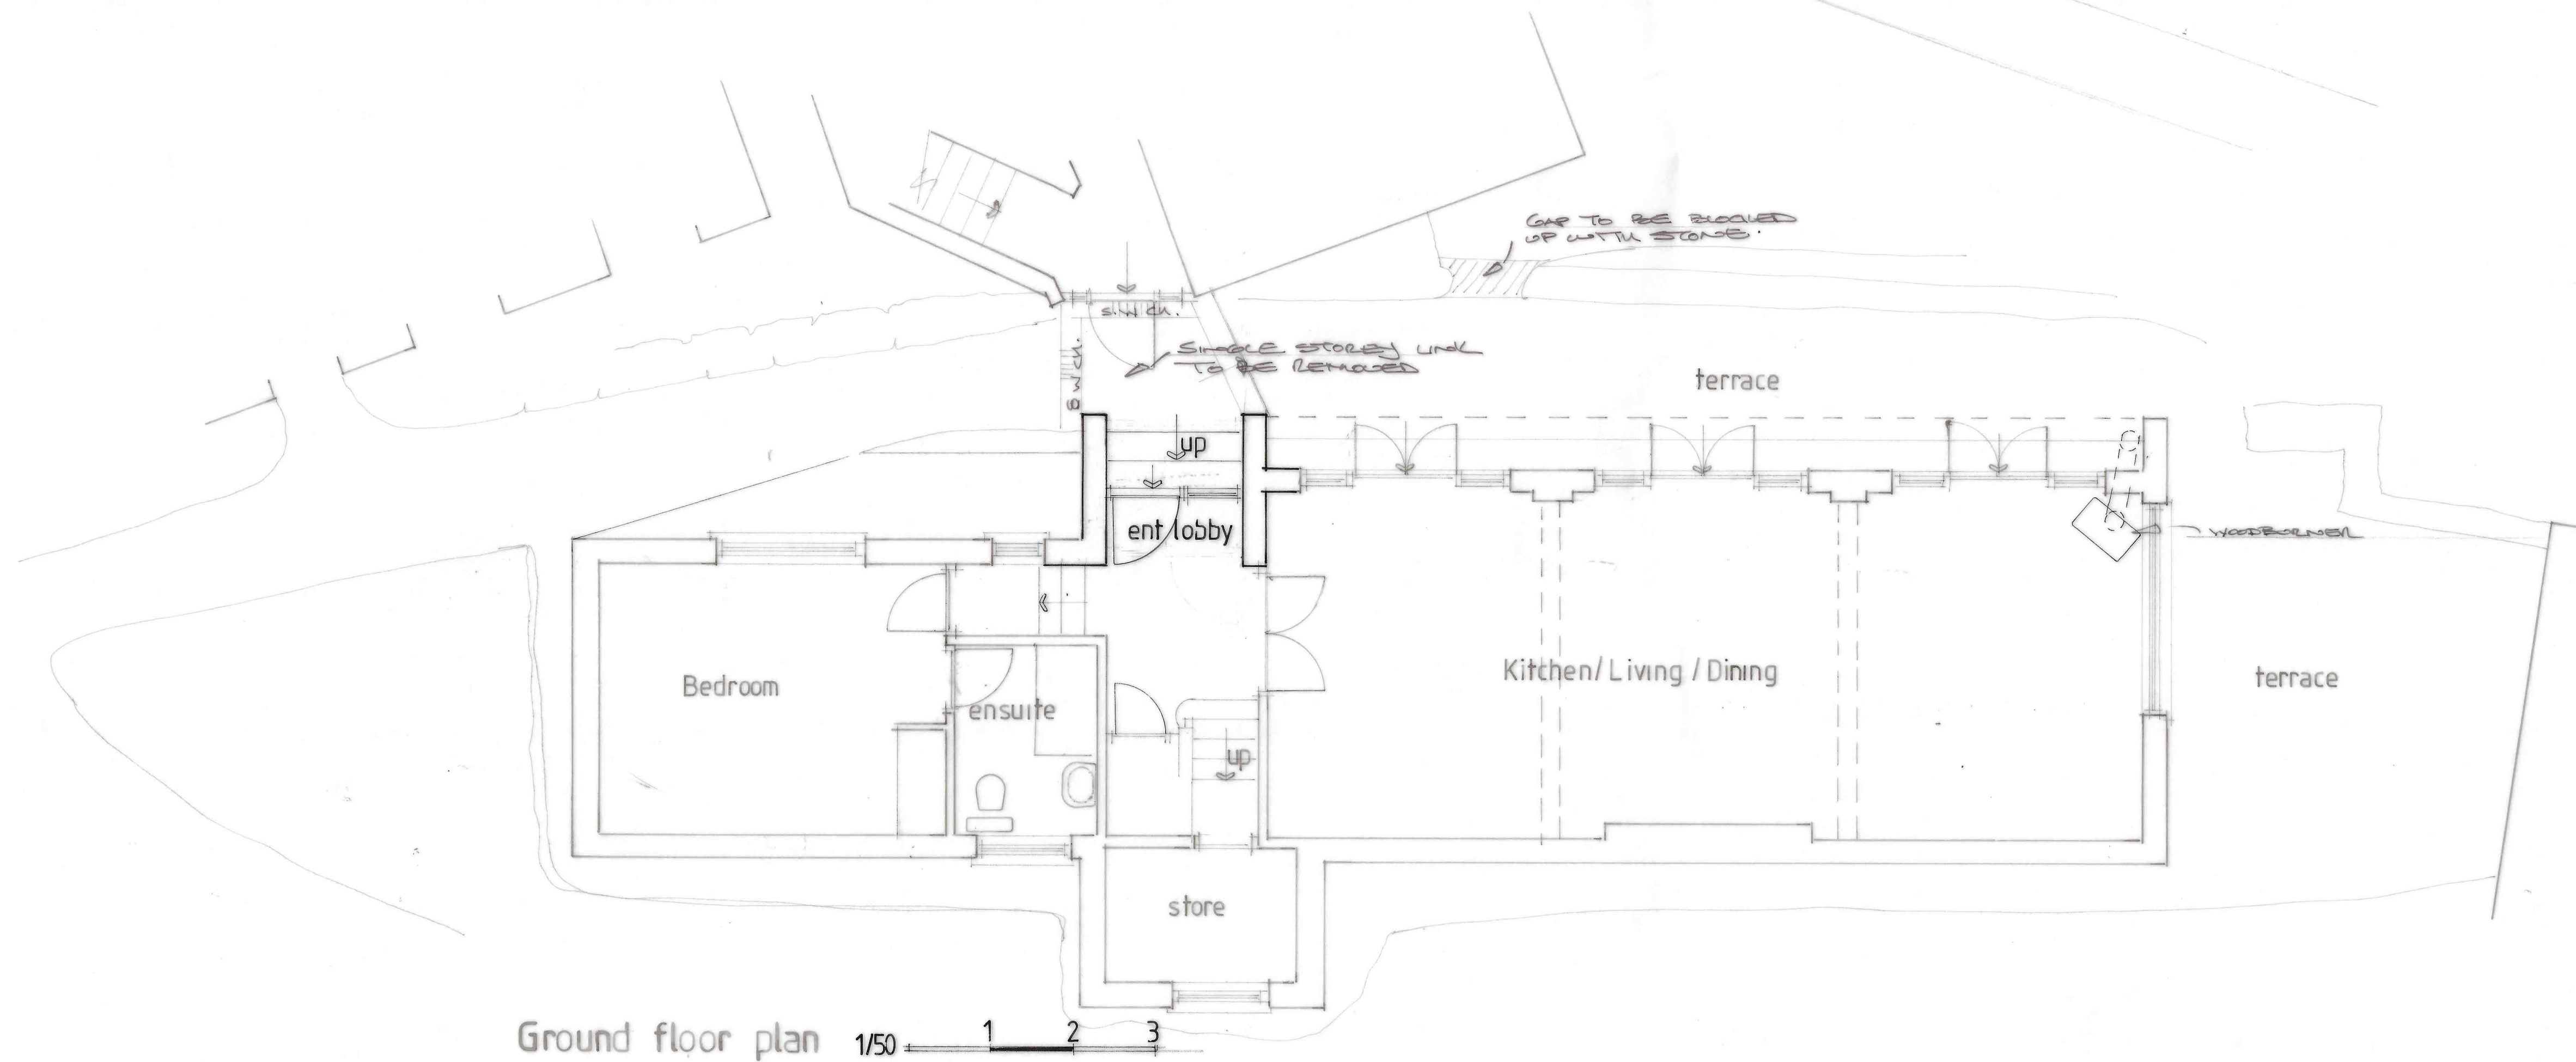 GAP TO BE BLOCKED
UP WITH STONE.
s.w ch.
SINGLE STOREY LINK
TO BE REMOVED
s w ch.
terrace
up
ent lobby
WOODBURNER
Bedroom
ensuite
Kitchen/ Living / Dining
terrace
up
store
Ground floor plan 1/50 1 2 3